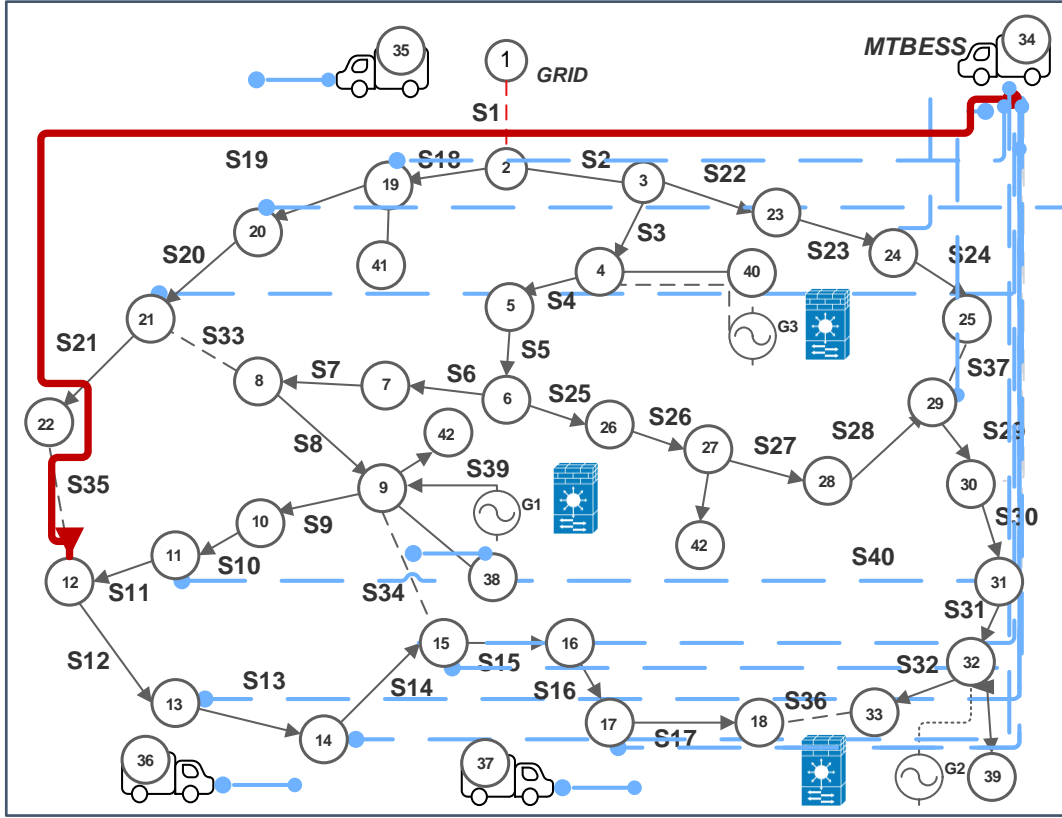 35
1
GRID
MTBESS
34
S1
S19
S18
2
S2
3
S22
19
23
20
S3
S23
24
S24
S20
41
4
40
S4
5
25
21
G3
S33
S5
S21
S37
8
S7
7
S6
6
29
22
S25
26
S26
S28
S29
42
27
S8
S27
S35
S39
9
28
30
10
S9
G1
S30
42
11
S10
S40
12
38
31
S11
S34
S31
15
16
S12
S15
32
S32
S13
S14
S16
13
S36
33
14
17
18
S17
36
37
G2
39